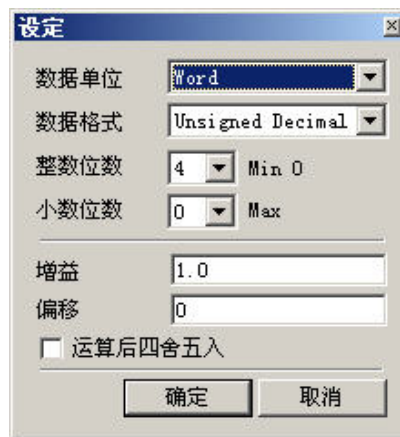 设定
数据单位 Word
数据格式 Unsigned Decimal
整数位数 4 Min 0
小数位数 0 Max
增益 1.0
偏移 0
运算后四舍五入
确定 取消